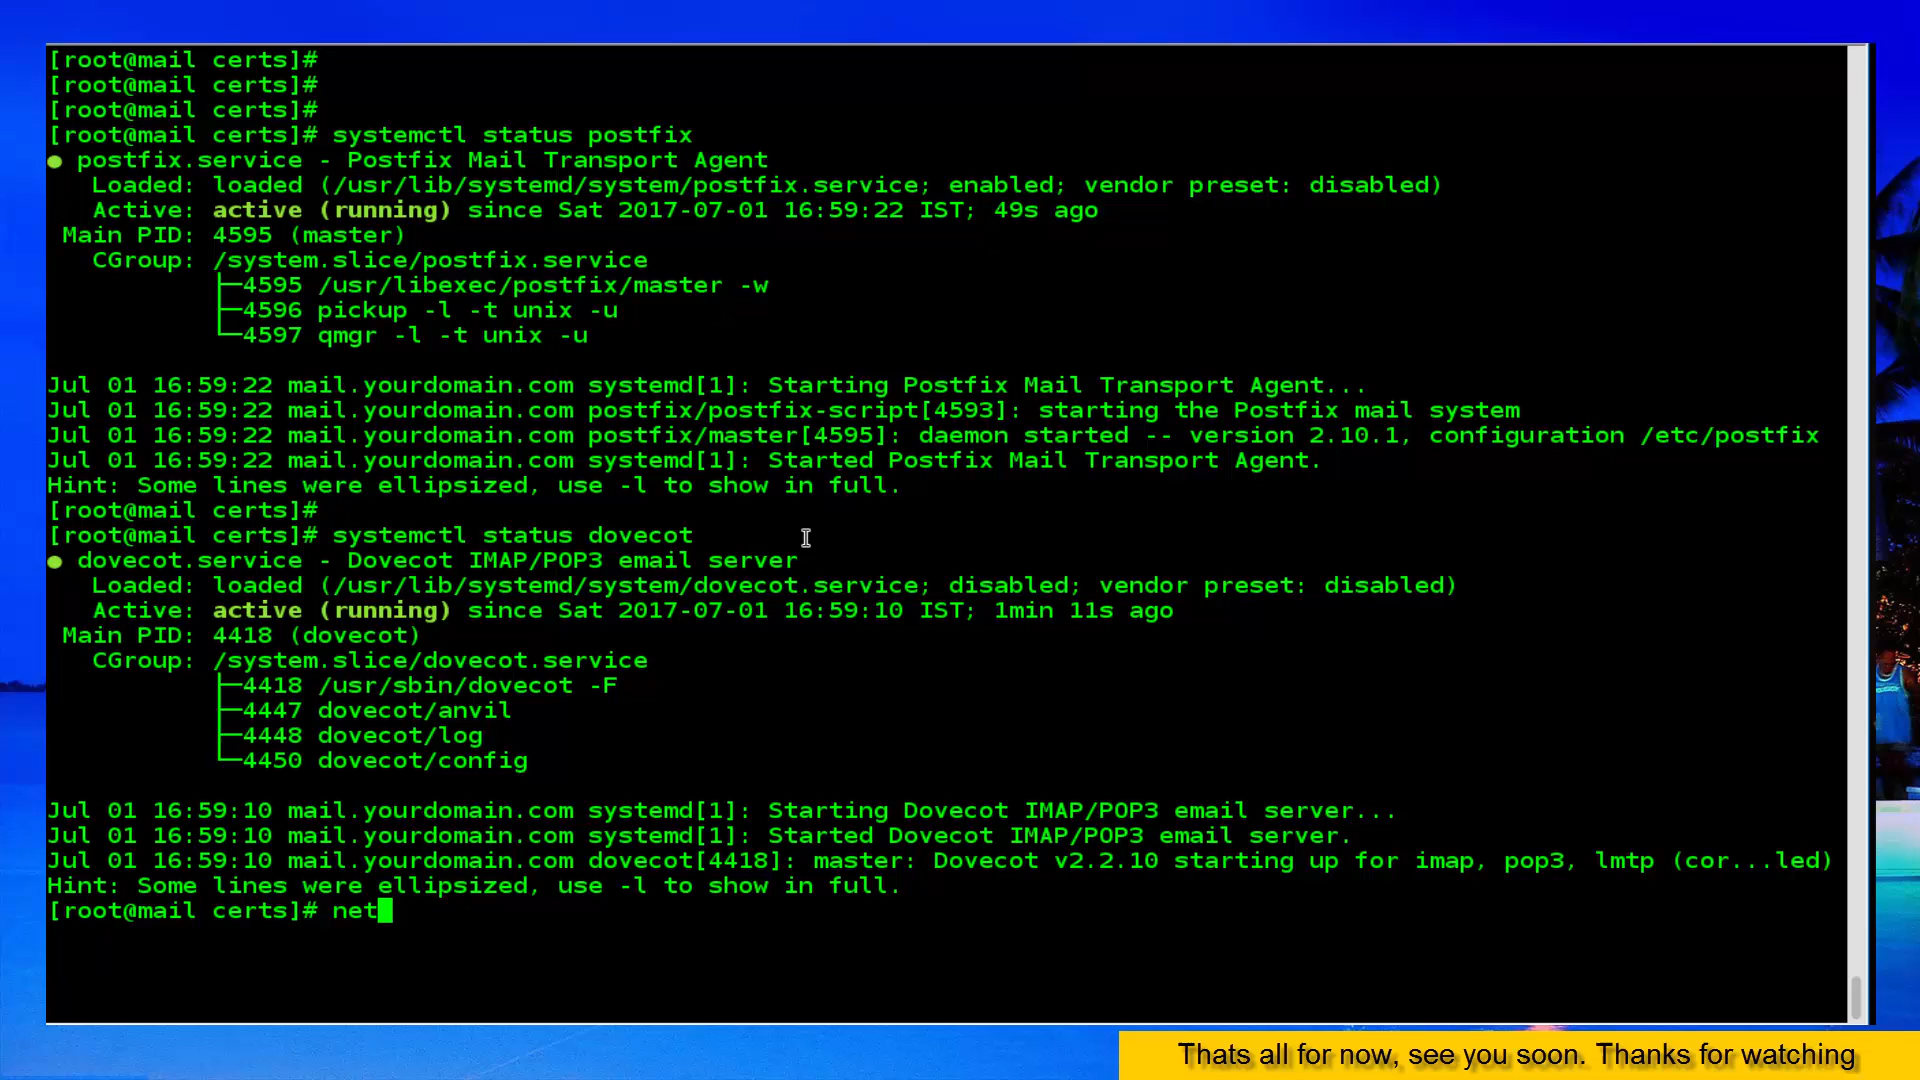 [root@mail certs]#
[root@mail certs]#
[root@mail certs]#
[root@mail certs]# systemctl status postfix
● postfix.service - Postfix Mail Transport Agent
   Loaded: loaded (/usr/lib/systemd/system/postfix.service; enabled; vendor preset: disabled)
   Active: active (running) since Sat 2017-07-01 16:59:22 IST; 49s ago
 Main PID: 4595 (master)
   CGroup: /system.slice/postfix.service
           ├─4595 /usr/libexec/postfix/master -w
           ├─4596 pickup -l -t unix -u
           └─4597 qmgr -l -t unix -u
Jul 01 16:59:22 mail.yourdomain.com systemd[1]: Starting Postfix Mail Transport Agent...
Jul 01 16:59:22 mail.yourdomain.com postfix/postfix-script[4593]: starting the Postfix mail system
Jul 01 16:59:22 mail.yourdomain.com postfix/master[4595]: daemon started -- version 2.10.1, configuration /etc/postfix
Jul 01 16:59:22 mail.yourdomain.com systemd[1]: Started Postfix Mail Transport Agent.
Hint: Some lines were ellipsized, use -l to show in full.
[root@mail certs]#
[root@mail certs]# systemctl status dovecot
● dovecot.service - Dovecot IMAP/POP3 email server
   Loaded: loaded (/usr/lib/systemd/system/dovecot.service; disabled; vendor preset: disabled)
   Active: active (running) since Sat 2017-07-01 16:59:10 IST; 1min 11s ago
 Main PID: 4418 (dovecot)
   CGroup: /system.slice/dovecot.service
           ├─4418 /usr/sbin/dovecot -F
           ├─4447 dovecot/anvil
           ├─4448 dovecot/log
           └─4450 dovecot/config
Jul 01 16:59:10 mail.yourdomain.com systemd[1]: Starting Dovecot IMAP/POP3 email server...
Jul 01 16:59:10 mail.yourdomain.com systemd[1]: Started Dovecot IMAP/POP3 email server.
Jul 01 16:59:10 mail.yourdomain.com dovecot[4418]: master: Dovecot v2.2.10 starting up for imap, pop3, lmtp (cor...led)
Hint: Some lines were ellipsized, use -l to show in full.
[root@mail certs]# net
Thats all for now, see you soon. Thanks for watching